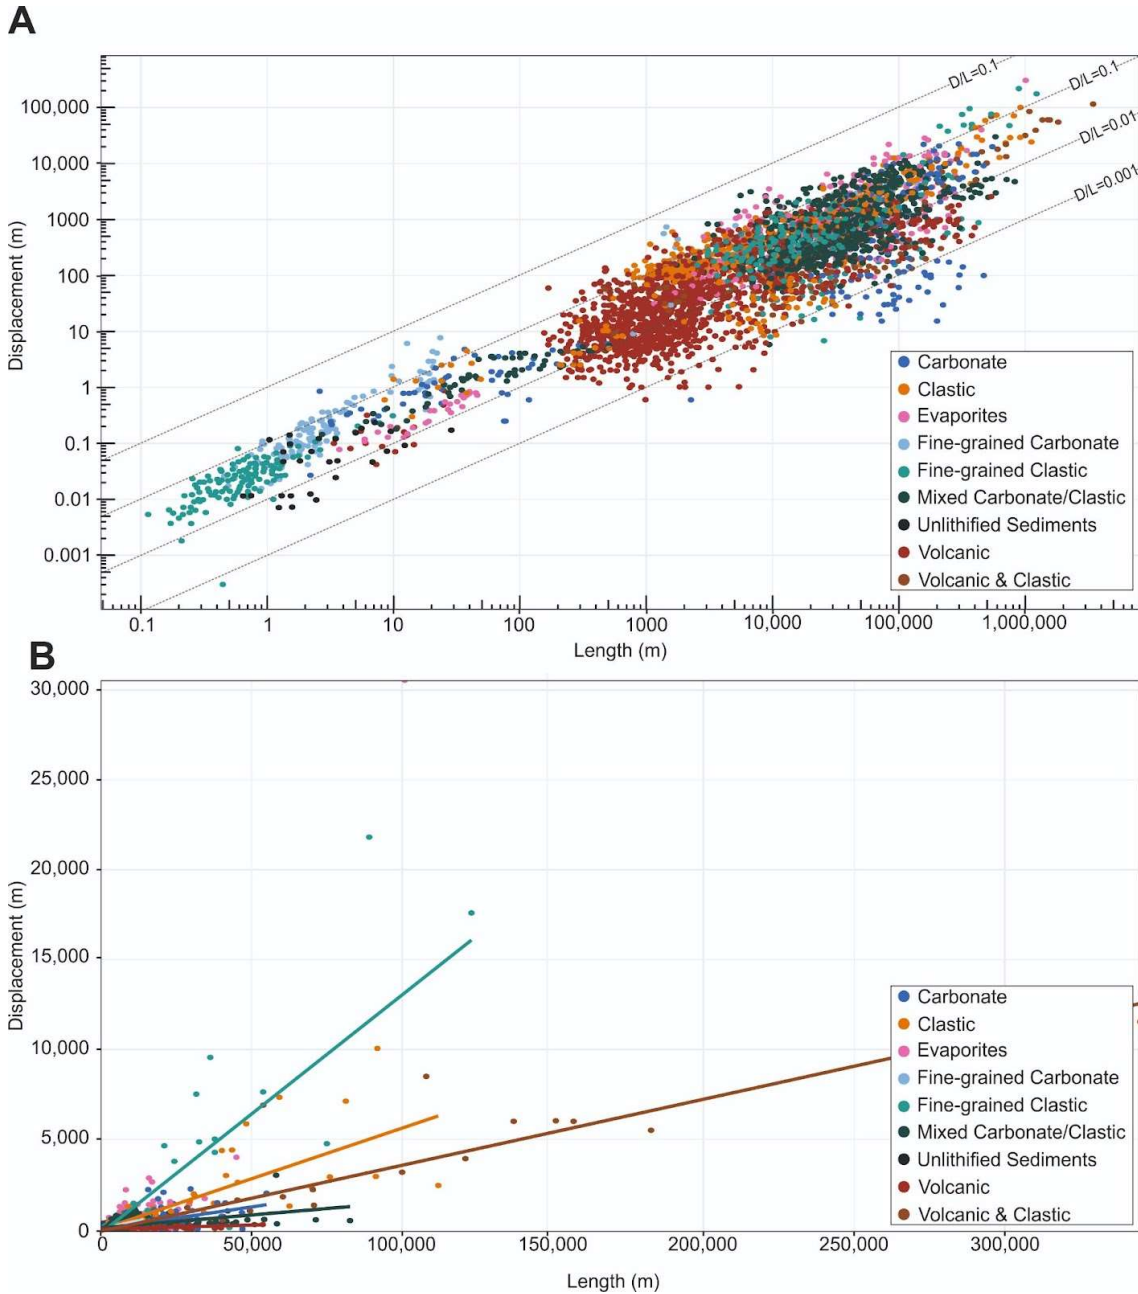 A
100,000
10,000
1000
100
10
1
0.1
0.01
0.001
Displacement (m)
D/L=0.1
D/L=0.1
D/L=0.01
D/L=0.001
Carbonate
Clastic
Evaporites
Fine-grained Carbonate
Fine-grained Clastic
Mixed Carbonate/Clastic
Unlithified Sediments
Volcanic
Volcanic & Clastic
0.1 1 10 100 1000 10,000 100,000 1,000,000
Length (m)
B
30,000
25,000
20,000
15,000
10,000
5,000
0
Displacement (m)
Carbonate
Clastic
Evaporites
Fine-grained Carbonate
Fine-grained Clastic
Mixed Carbonate/Clastic
Unlithified Sediments
Volcanic
Volcanic & Clastic
0 50,000 100,000 150,000 200,000 250,000 300,000
Length (m)